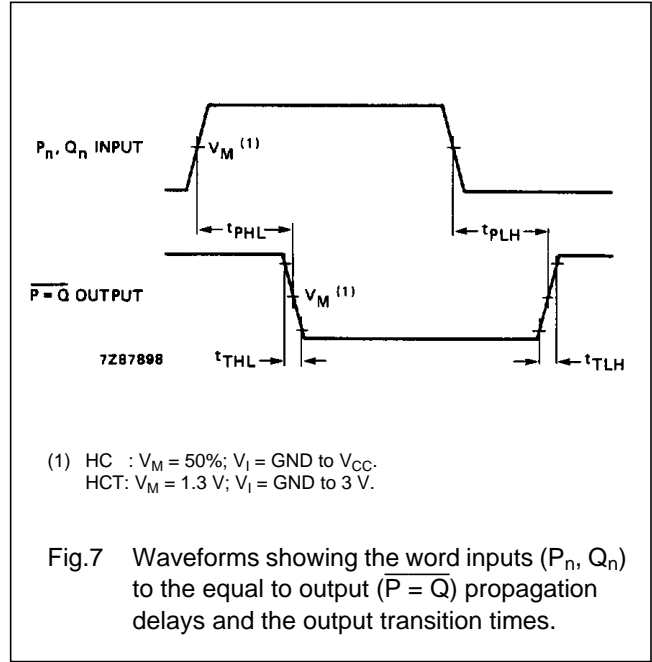 Pn, Qn INPUT
VM (1)
tPHL
tPLH
P = Q OUTPUT
VM (1)
7Z87898
tTHL
tTLH
(1) HC : VM = 50%; VI = GND to VCC.
HCT: VM = 1.3 V; VI = GND to 3 V.
Fig.7 Waveforms showing the word inputs (Pn, Qn)
to the equal to output (P = Q) propagation
delays and the output transition times.